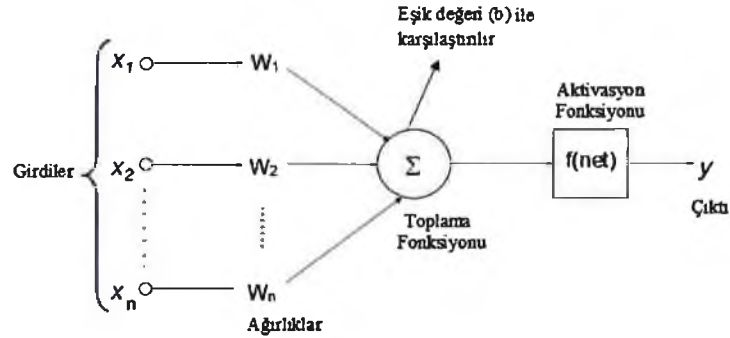 Eşik değeri (b) ile
karşılaştırılır
Aktivasyon
Fonksiyonu
Girdiler
x1
W1
x2
W2
Σ
f(net)
y
Çıktı
Toplama
Fonksiyonu
xn
Wn
Ağırlıklar